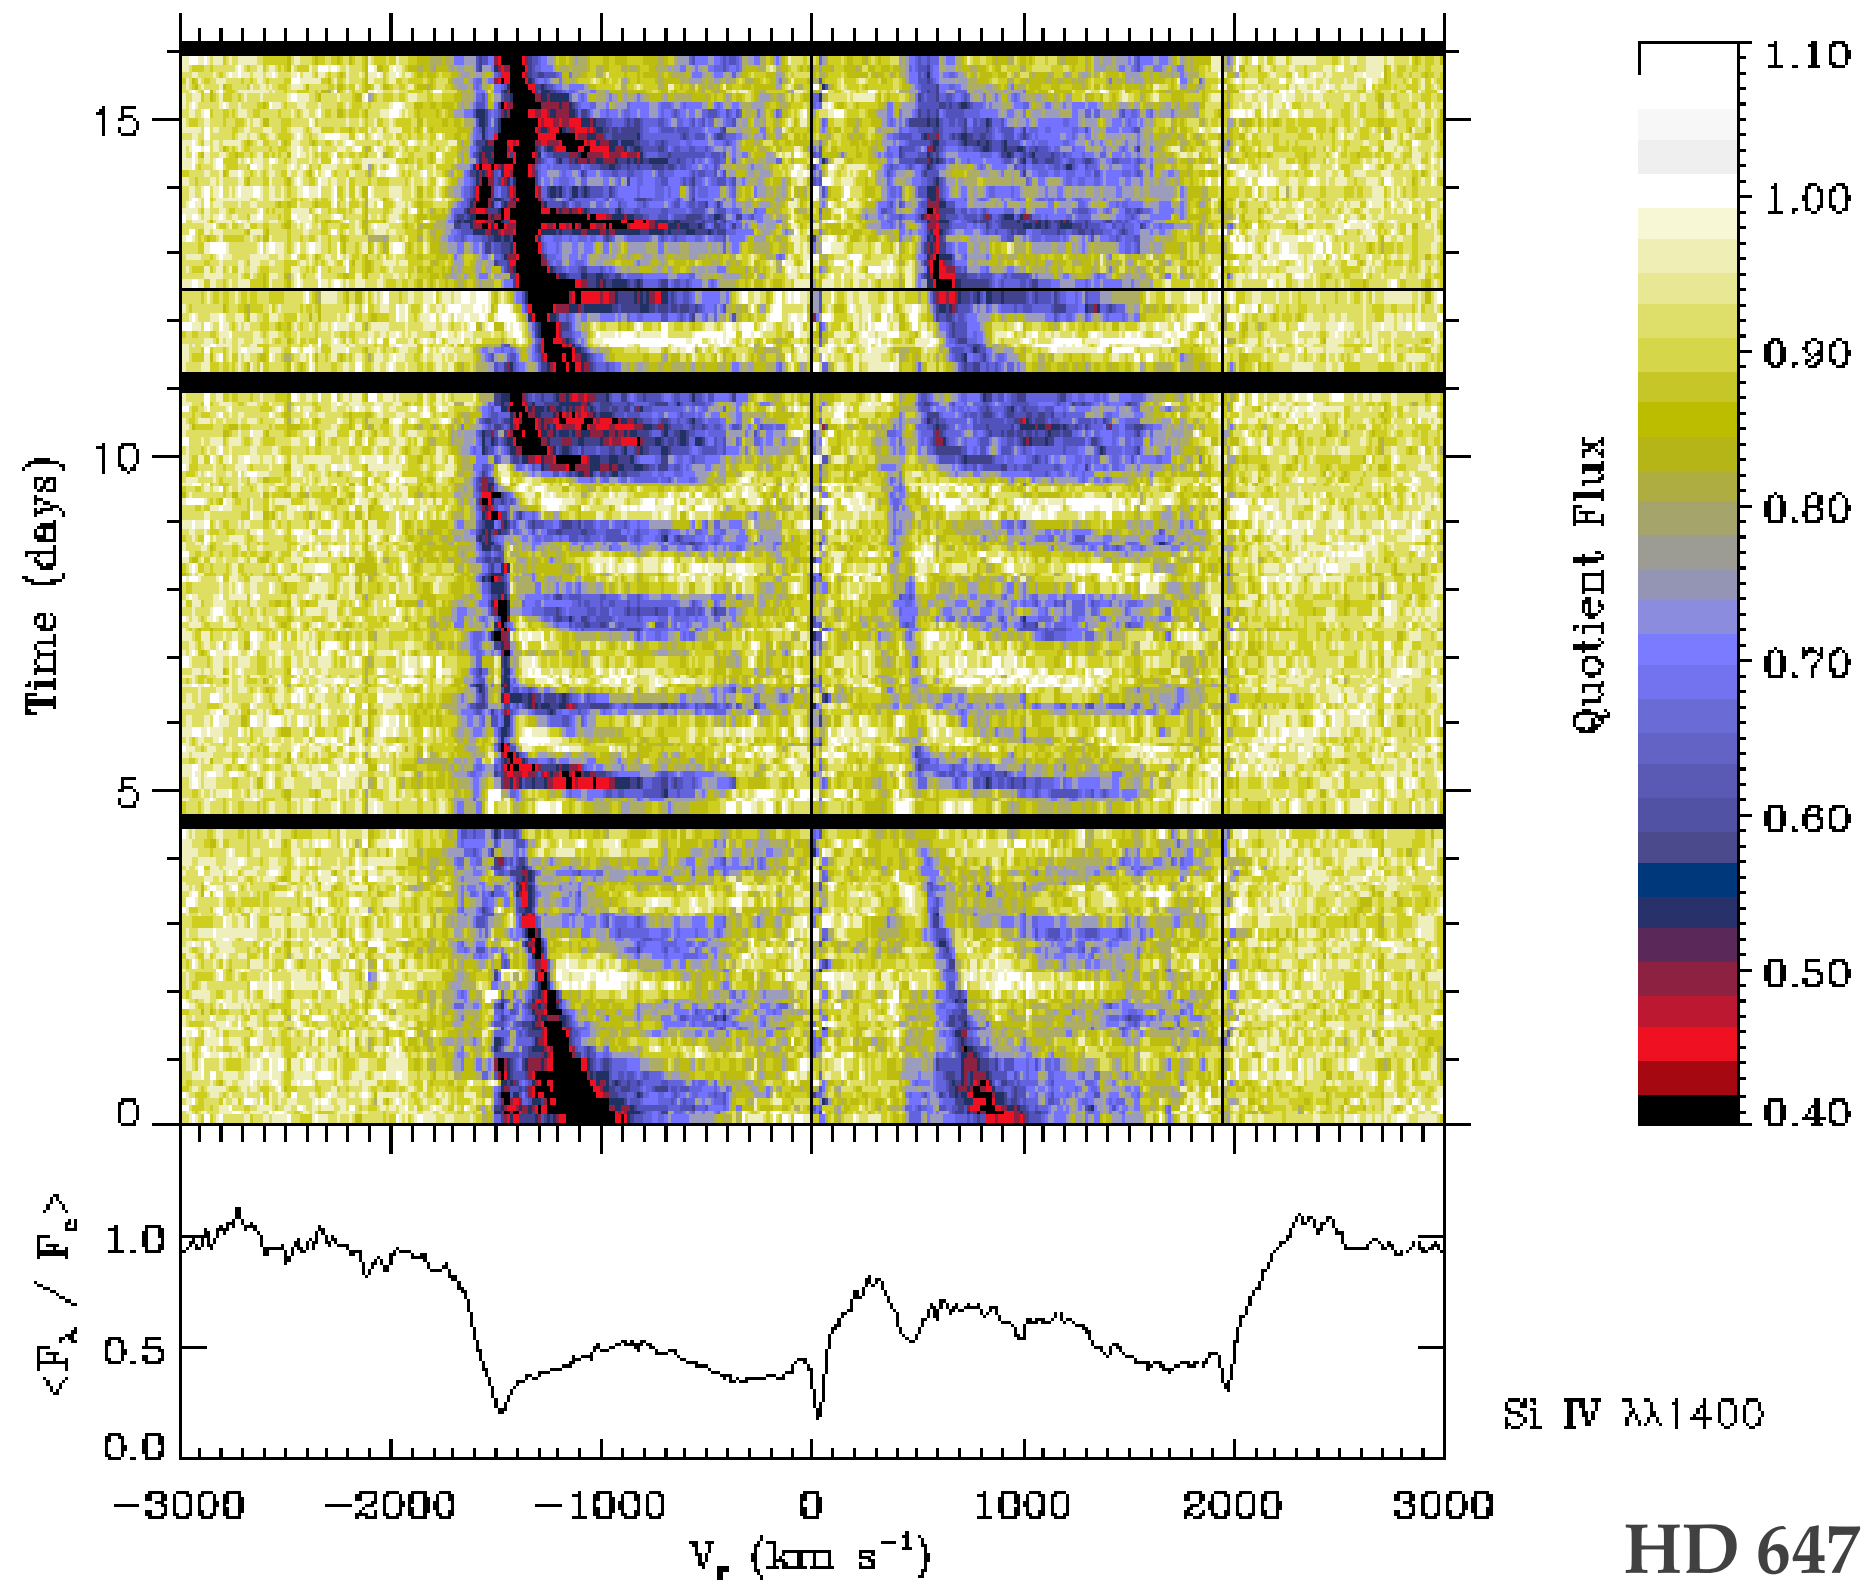 15
10
5
0
Time (days)
1.10
1.00
0.90
0.80
0.70
0.60
0.50
0.40
Quotient Flux
1.0
0.5
0.0
<Fλ / Fc>
-3000 -2000 -1000 0 1000 2000 3000
Vr (km s-1)
Si IV λλ1400
HD 647